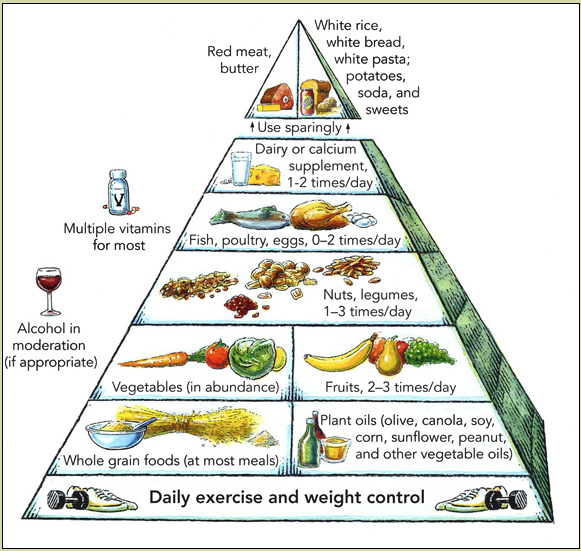 Red meat,
butter
White rice,
white bread,
white pasta;
potatoes,
soda, and
sweets
Use sparingly
Dairy or calcium
supplement,
1-2 times/day
Multiple vitamins
for most
V
Fish, poultry, eggs, 0–2 times/day
Nuts, legumes,
1–3 times/day
Alcohol in
moderation
(if appropriate)
Vegetables (in abundance)
Fruits, 2–3 times/day
Whole grain foods (at most meals)
Plant oils (olive, canola, soy,
corn, sunflower, peanut,
and other vegetable oils)
Daily exercise and weight control